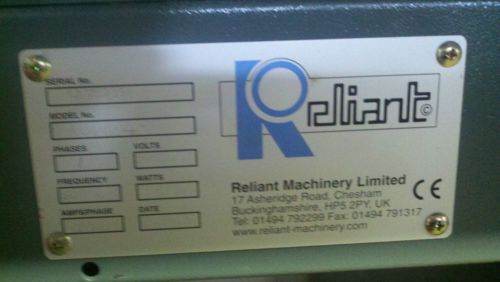 SERIAL No.
MODEL No.
PHASES
VOLTS
FREQUENCY
WATTS
AMPS/PHASE
DATE
Reliant ©
Reliant Machinery Limited
17 Asheridge Road, Chesham
Buckinghamshire, HP5 2PY, UK
Tel: 01494 792299 Fax: 01494 791317
www.reliant-machinery.com
CE